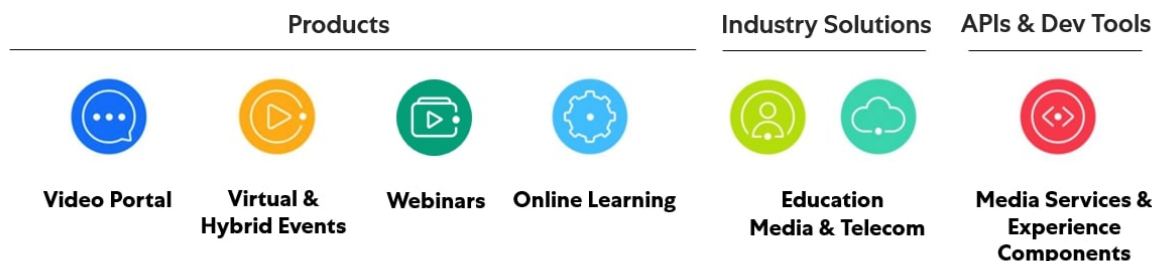 Products
Industry Solutions
APIs & Dev Tools
Video Portal
Virtual &
Hybrid Events
Webinars
Online Learning
Education
Media & Telecom
Media Services &
Experience
Components